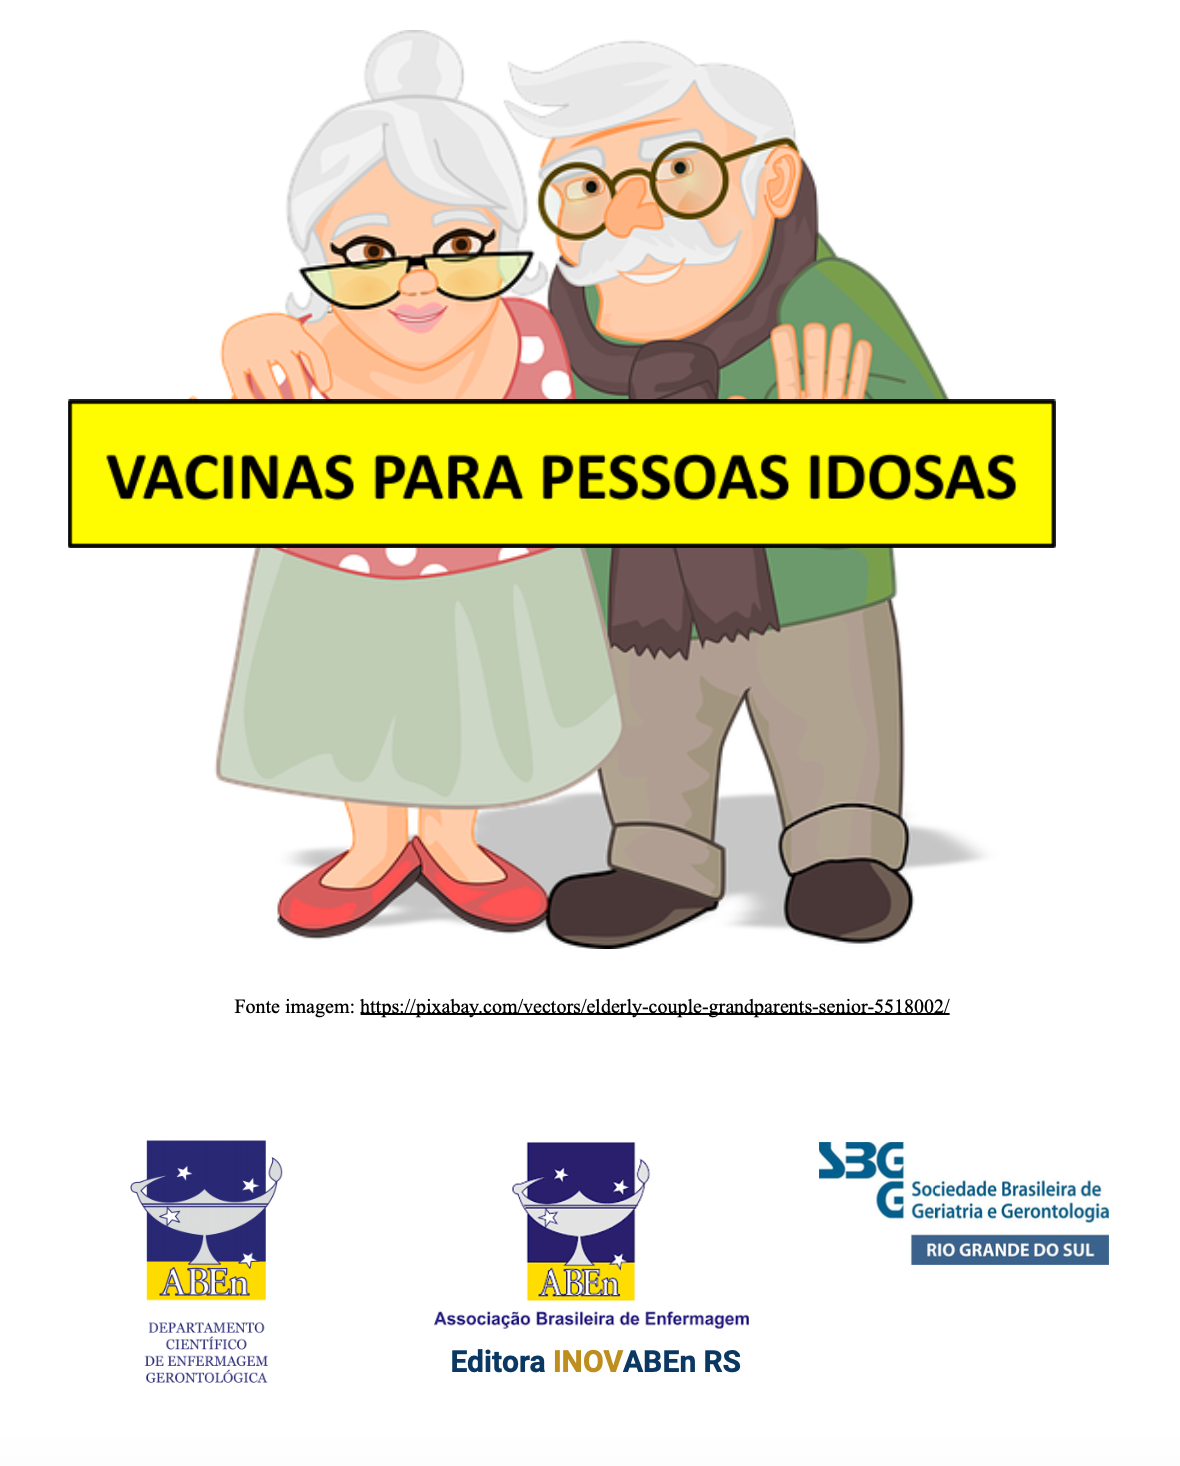 VACINAS PARA PESSOAS IDOSAS
Fonte imagem: https://pixabay.com/vectors/elderly-couple-grandparents-senior-5518002/
ABEn
DEPARTAMENTO
CIENTÍFICO
DE ENFERMAGEM
GERONTOLÓGICA
ABEn
Associação Brasileira de Enfermagem
Editora INOVABEn RS
SBGG
Sociedade Brasileira de
Geriatria e Gerontologia
RIO GRANDE DO SUL